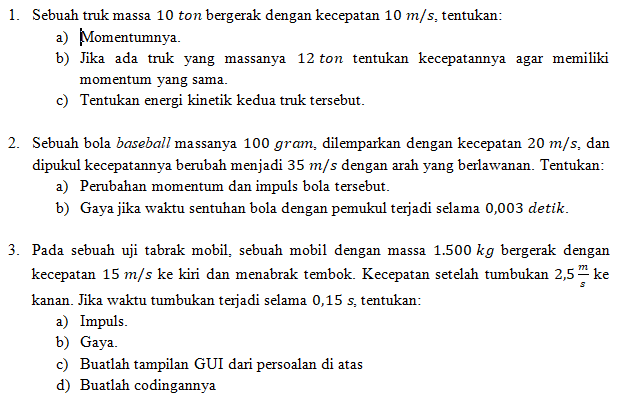 1. Sebuah truk massa 10 ton bergerak dengan kecepatan 10 m/s, tentukan:
a) Momentumnya.
b) Jika ada truk yang massanya 12 ton tentukan kecepatannya agar memiliki
momentum yang sama.
c) Tentukan energi kinetik kedua truk tersebut.
2. Sebuah bola baseball massanya 100 gram, dilemparkan dengan kecepatan 20 m/s, dan
dipukul kecepatannya berubah menjadi 35 m/s dengan arah yang berlawanan. Tentukan:
a) Perubahan momentum dan impuls bola tersebut.
b) Gaya jika waktu sentuhan bola dengan pemukul terjadi selama 0,003 detik.
3. Pada sebuah uji tabrak mobil, sebuah mobil dengan massa 1.500 kg bergerak dengan
kecepatan 15 m/s ke kiri dan menabrak tembok. Kecepatan setelah tumbukan 2,5 m/s ke
kanan. Jika waktu tumbukan terjadi selama 0,15 s, tentukan:
a) Impuls.
b) Gaya.
c) Buatlah tampilan GUI dari persoalan di atas
d) Buatlah codingannya